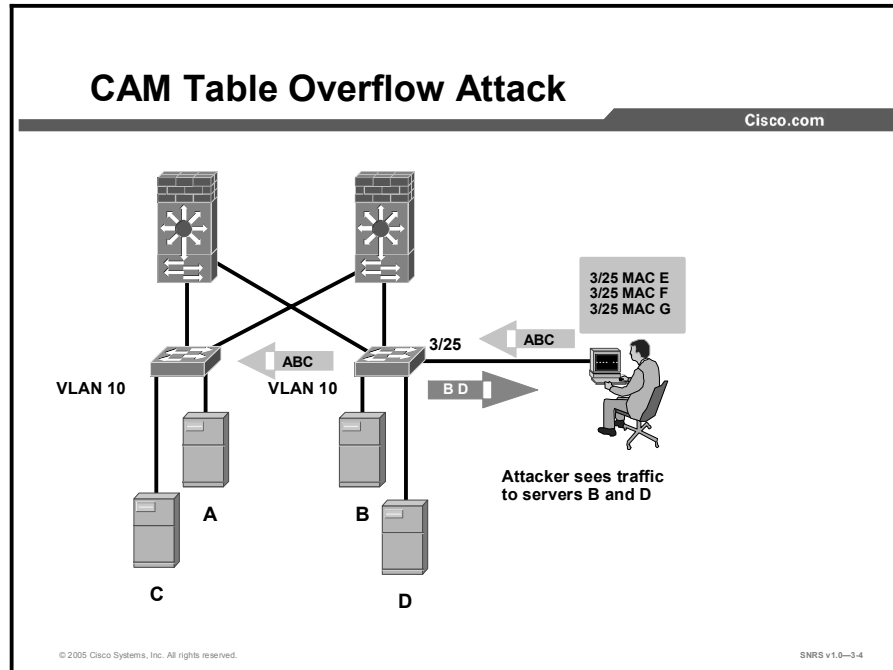 CAM Table Overflow Attack
Cisco.com
3/25 MAC E
3/25 MAC F
3/25 MAC G
3/25
ABC
ABC
VLAN 10
VLAN 10
B D
Attacker sees traffic
to servers B and D
A
B
C
D
© 2005 Cisco Systems, Inc. All rights reserved.
SNRS v1.0—3-4